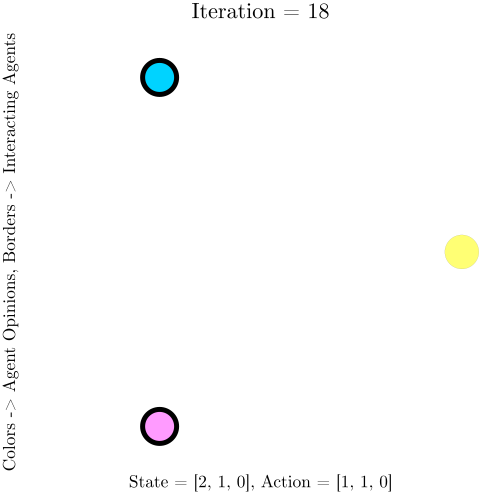 Iteration = 18
Colors -> Agent Opinions, Borders -> Interacting Agents
State = [2, 1, 0], Action = [1, 1, 0]